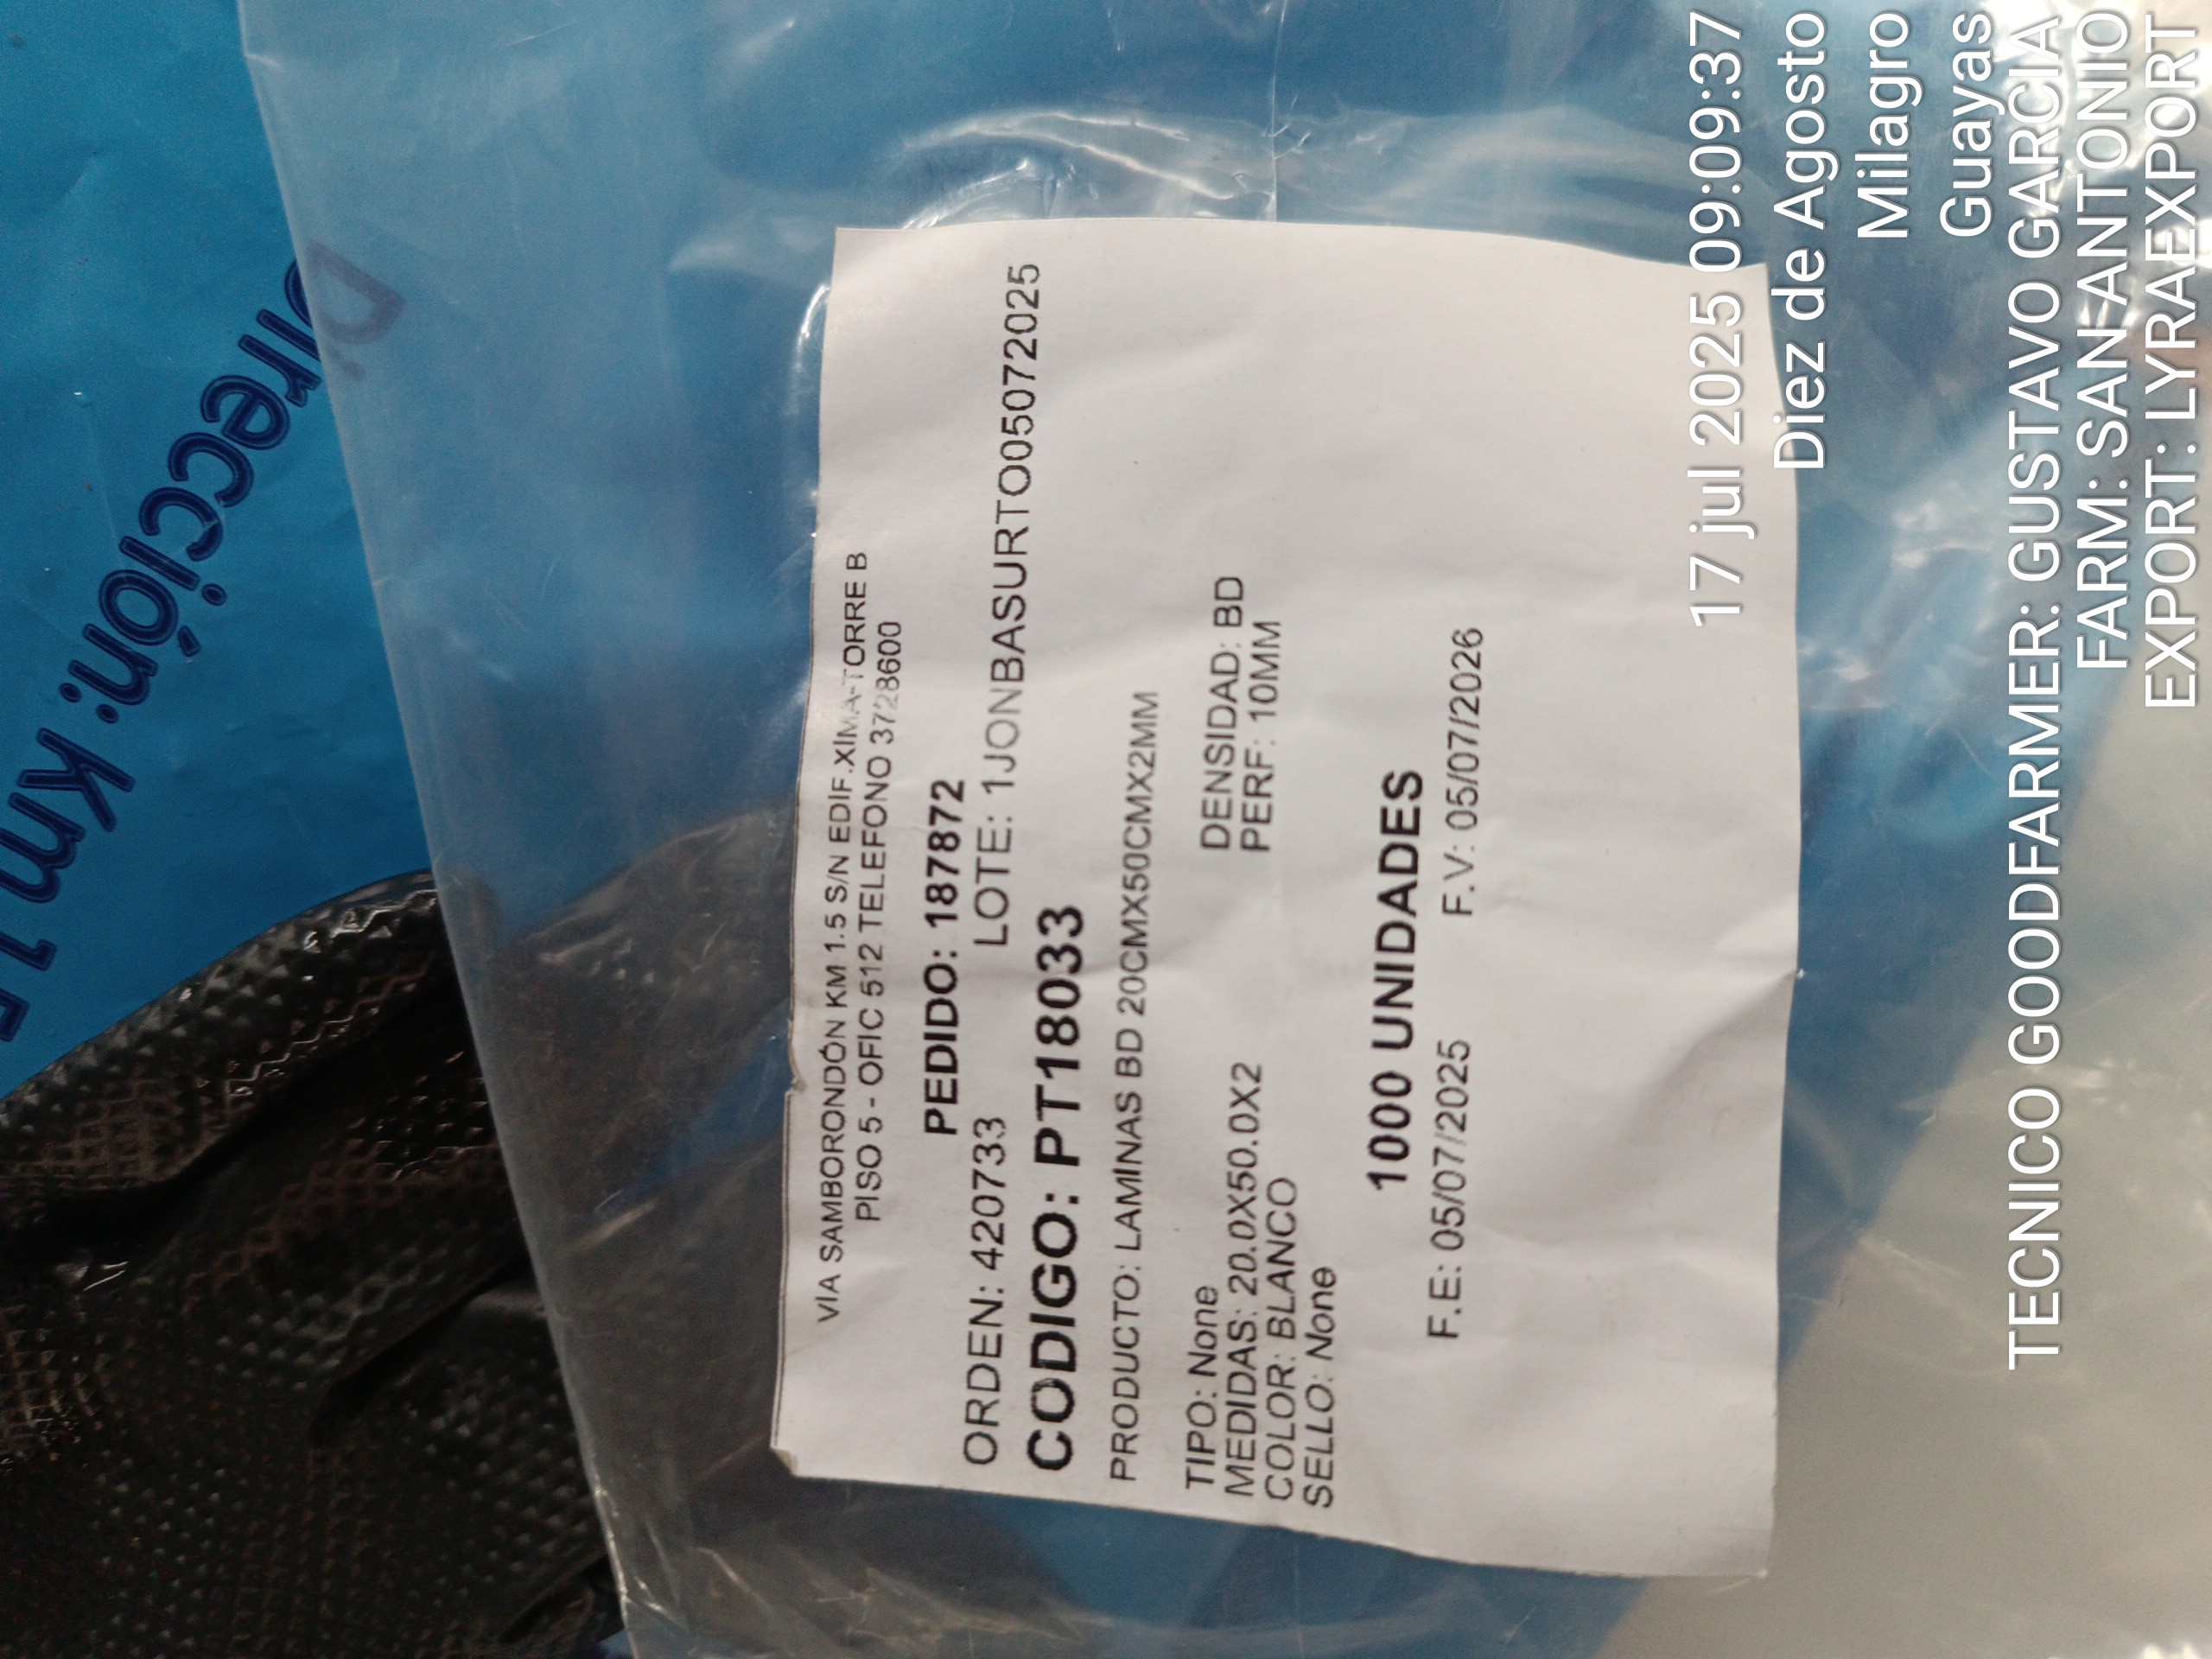 Dirección: Km
VÍA SAMBORONDÓN KM 1.5 S/N EDIF.XIMA-TORRE B
PISO 5 - OFIC 512 TELEFONO 3728600
PEDIDO: 187872
ORDEN: 420733 LOTE: 1JONBASURTO05072025
CODIGO: PT18033
PRODUCTO: LAMINAS BD 20CMX50CMX2MM
TIPO: None DENSIDAD: BD
MEDIDAS: 20.0X50.0X2 PERF: 10MM
COLOR: BLANCO
SELLO: None
1000 UNIDADES
F.E: 05/07/2025 F.V: 05/07/2026
17 jul 2025 09:09:37
Diez de Agosto
Milagro
Guayas
TECNICO GOODFARMER: GUSTAVO GARCIA
FARM: SAN ANTONIO
EXPORT: LYRAEXPORT